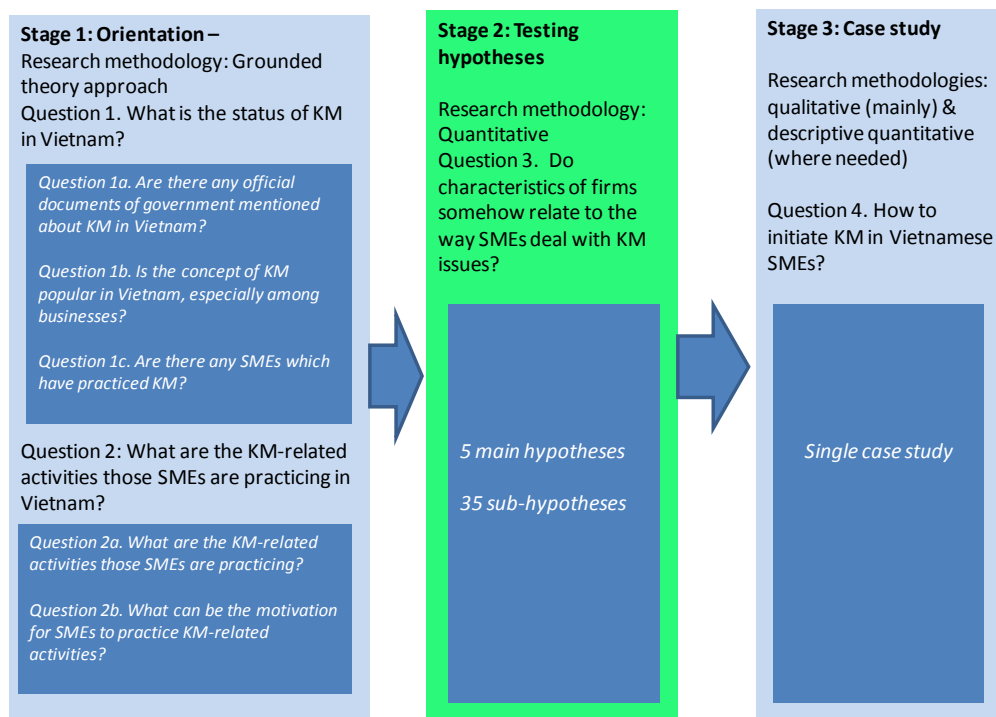 Stage 1: Orientation –
Research methodology: Grounded
theory approach
Question 1. What is the status of KM
in Vietnam?
Question 1a. Are there any official
documents of government mentioned
about KM in Vietnam?
Question 1b. Is the concept of KM
popular in Vietnam, especially among
businesses?
Question 1c. Are there any SMEs which
have practiced KM?
Question 2: What are the KM-related
activities those SMEs are practicing in
Vietnam?
Question 2a. What are the KM-related
activities those SMEs are practicing?
Question 2b. What can be the motivation
for SMEs to practice KM-related
activities?
Stage 2: Testing
hypotheses
Research methodology:
Quantitative
Question 3. Do
characteristics of firms
somehow relate to the
way SMEs deal with KM
issues?
5 main hypotheses
35 sub-hypotheses
Stage 3: Case study
Research methodologies:
qualitative (mainly) &
descriptive quantitative
(where needed)
Question 4. How to
initiate KM in Vietnamese
SMEs?
Single case study